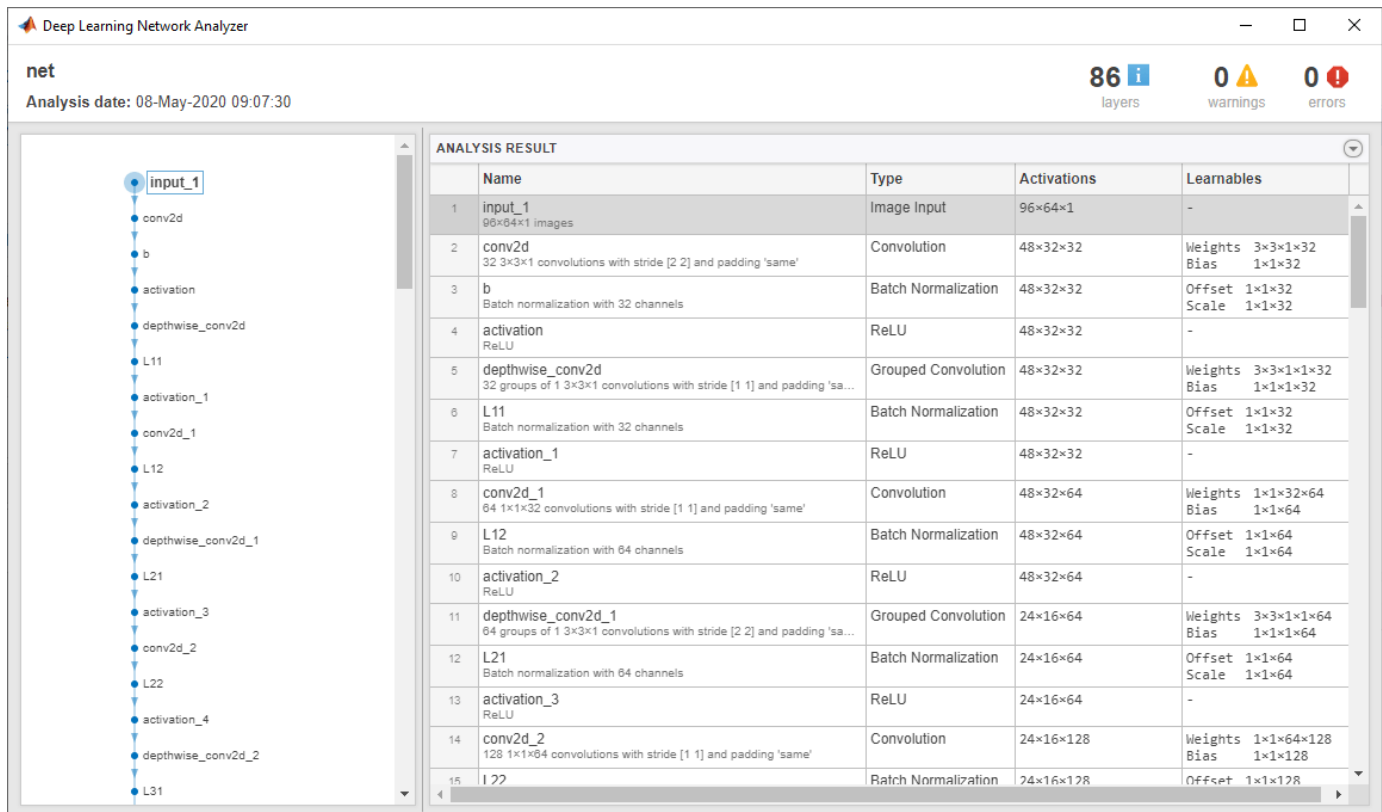 Deep Learning Network Analyzer
net
Analysis date: 08-May-2020 09:07:30
86
layers
0
warnings
0
errors
input_1
conv2d
b
activation
depthwise_conv2d
L11
activation_1
conv2d_1
L12
activation_2
depthwise_conv2d_1
L21
activation_3
conv2d_2
L22
activation_4
depthwise_conv2d_2
L31
ANALYSIS RESULT
Name Type Activations Learnables
1 input_1 Image Input 96×64×1 -
96×64×1 images
2 conv2d Convolution 48×32×32 Weights 3×3×1×32
32 3×3×1 convolutions with stride [2 2] and padding 'same' Bias 1×1×32
3 b Batch Normalization 48×32×32 Offset 1×1×32
Batch normalization with 32 channels Scale 1×1×32
4 activation ReLU 48×32×32 -
ReLU
5 depthwise_conv2d Grouped Convolution 48×32×32 Weights 3×3×1×1×32
32 groups of 1 3×3×1 convolutions with stride [1 1] and padding 'sa... Bias 1×1×1×32
6 L11 Batch Normalization 48×32×32 Offset 1×1×32
Batch normalization with 32 channels Scale 1×1×32
7 activation_1 ReLU 48×32×32 -
ReLU
8 conv2d_1 Convolution 48×32×64 Weights 1×1×32×64
64 1×1×32 convolutions with stride [1 1] and padding 'same' Bias 1×1×64
9 L12 Batch Normalization 48×32×64 Offset 1×1×64
Batch normalization with 64 channels Scale 1×1×64
10 activation_2 ReLU 48×32×64 -
ReLU
11 depthwise_conv2d_1 Grouped Convolution 24×16×64 Weights 3×3×1×1×64
64 groups of 1 3×3×1 convolutions with stride [2 2] and padding 'sa... Bias 1×1×1×64
12 L21 Batch Normalization 24×16×64 Offset 1×1×64
Batch normalization with 64 channels Scale 1×1×64
13 activation_3 ReLU 24×16×64 -
ReLU
14 conv2d_2 Convolution 24×16×128 Weights 1×1×64×128
128 1×1×64 convolutions with stride [1 1] and padding 'same' Bias 1×1×128
15 L22 Batch Normalization 24×16×128 Offset 1×1×128